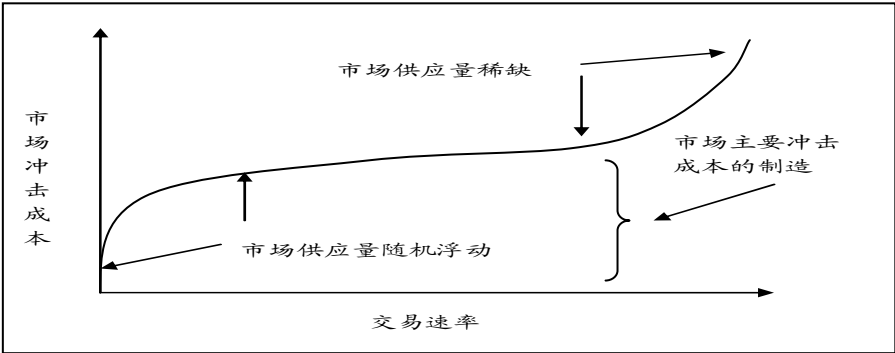 市场供应量稀缺
市场冲击成本
市场主要冲击
成本的制造
市场供应量随机浮动
交易速率